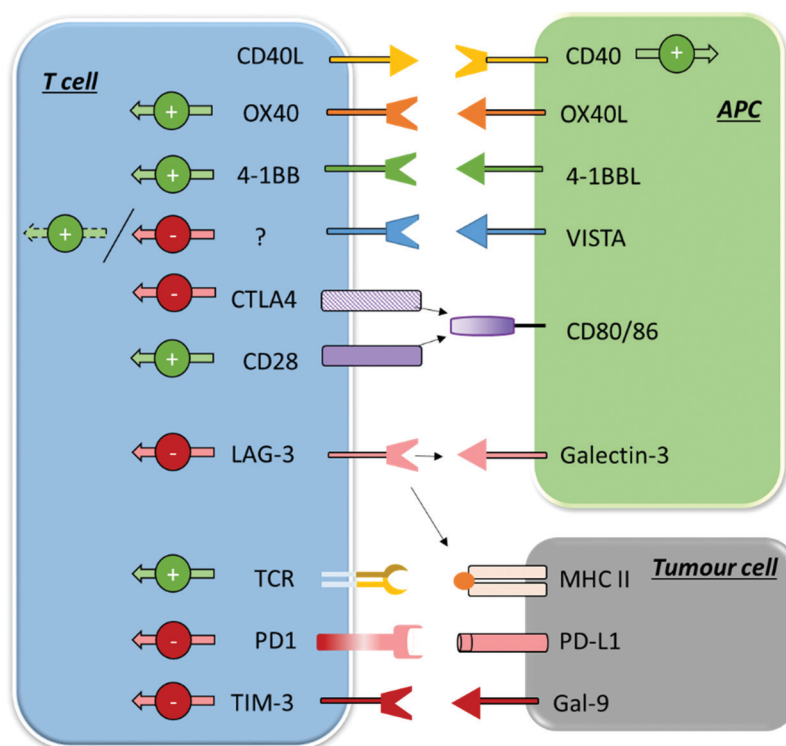 T cell
CD40L
CD40
+
APC
+
OX40
OX40L
+
4-1BB
4-1BBL
+
-
?
VISTA
-
CTLA4
CD80/86
+
CD28
-
LAG-3
Galectin-3
Tumour cell
+
TCR
MHC II
-
PD1
PD-L1
-
TIM-3
Gal-9